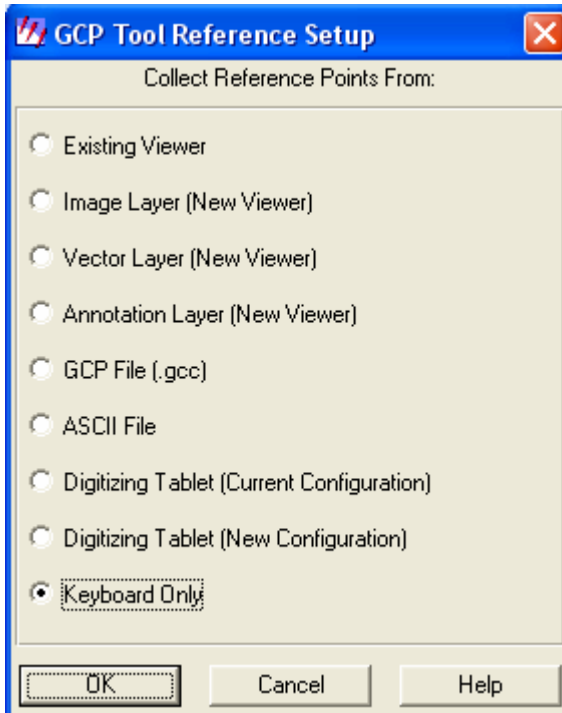 GCP Tool Reference Setup
Collect Reference Points From:
Existing Viewer
Image Layer (New Viewer)
Vector Layer (New Viewer)
Annotation Layer (New Viewer)
GCP File (.gcc)
ASCII File
Digitizing Tablet (Current Configuration)
Digitizing Tablet (New Configuration)
Keyboard Only
OK Cancel Help